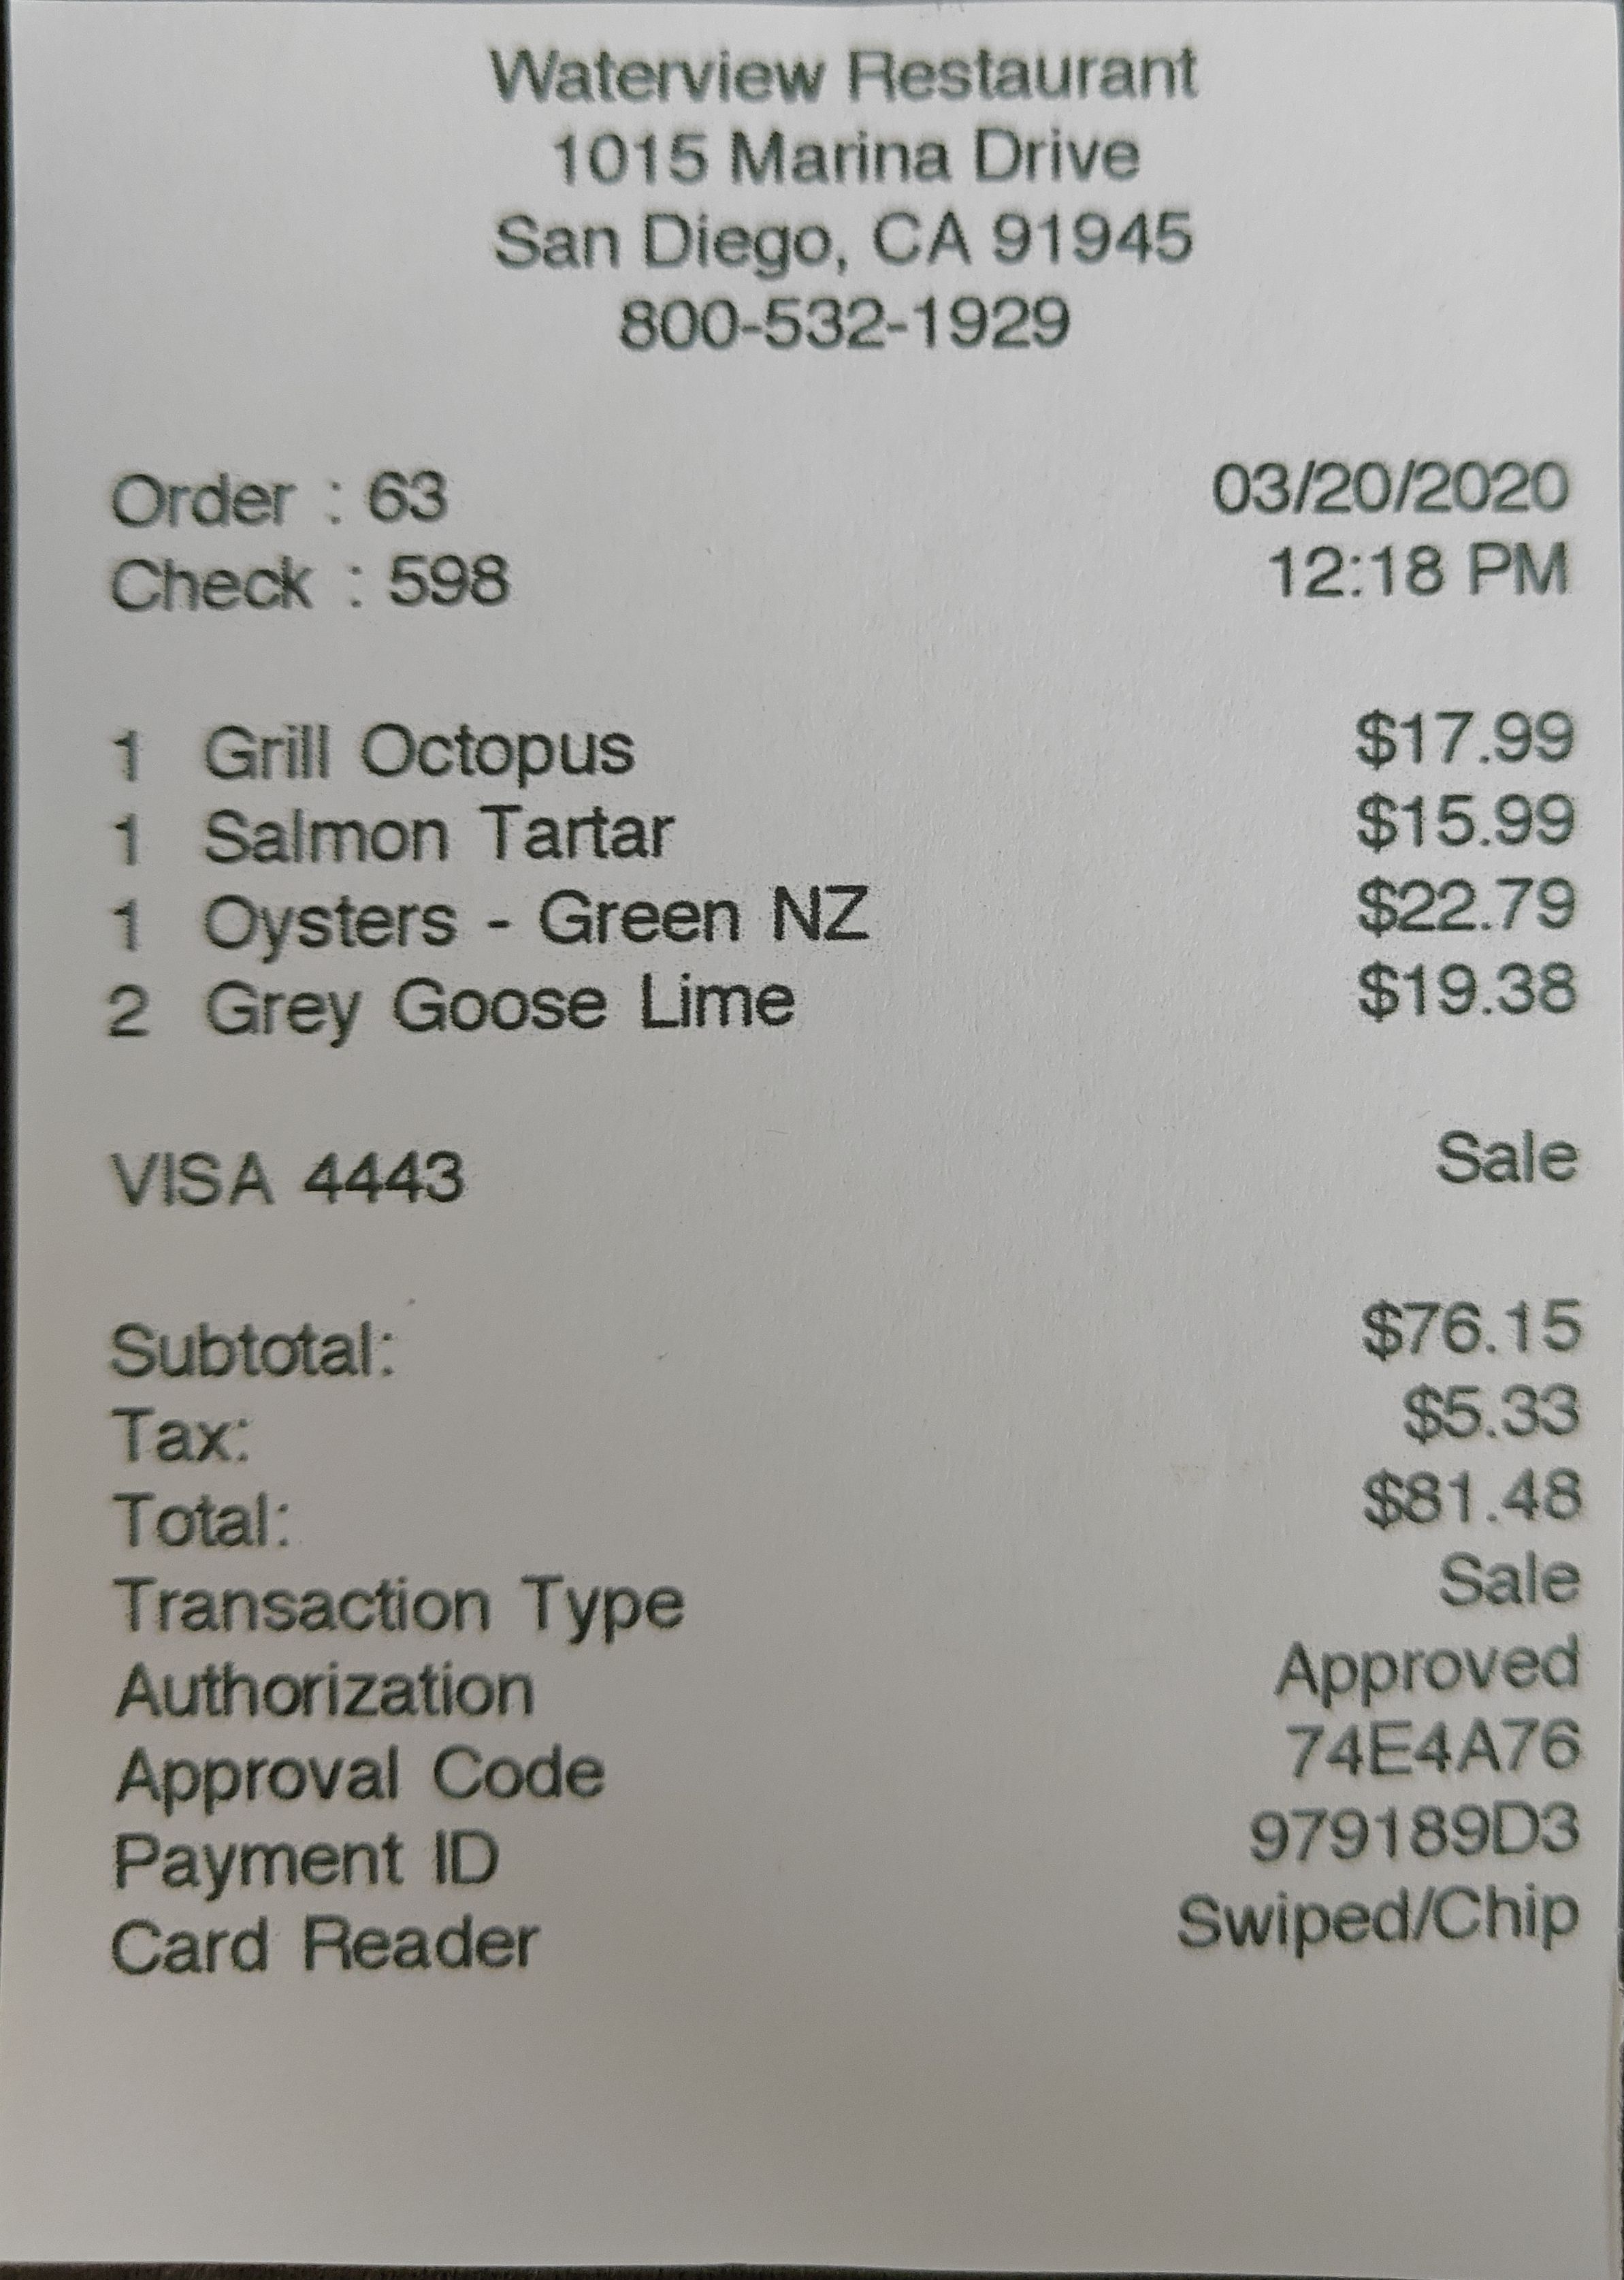 Waterview Restaurant
1015 Marina Drive
San Diego, CA 91945
800-532-1929
Order : 63 03/20/2020
Check : 598 12:18 PM
1 Grill Octopus $17.99
1 Salmon Tartar $15.99
1 Oysters - Green NZ $22.79
2 Grey Goose Lime $19.38
VISA 4443 Sale
Subtotal: $76.15
Tax: $5.33
Total: $81.48
Transaction Type Sale
Authorization Approved
Approval Code 74E4A76
Payment ID 979189D3
Card Reader Swiped/Chip